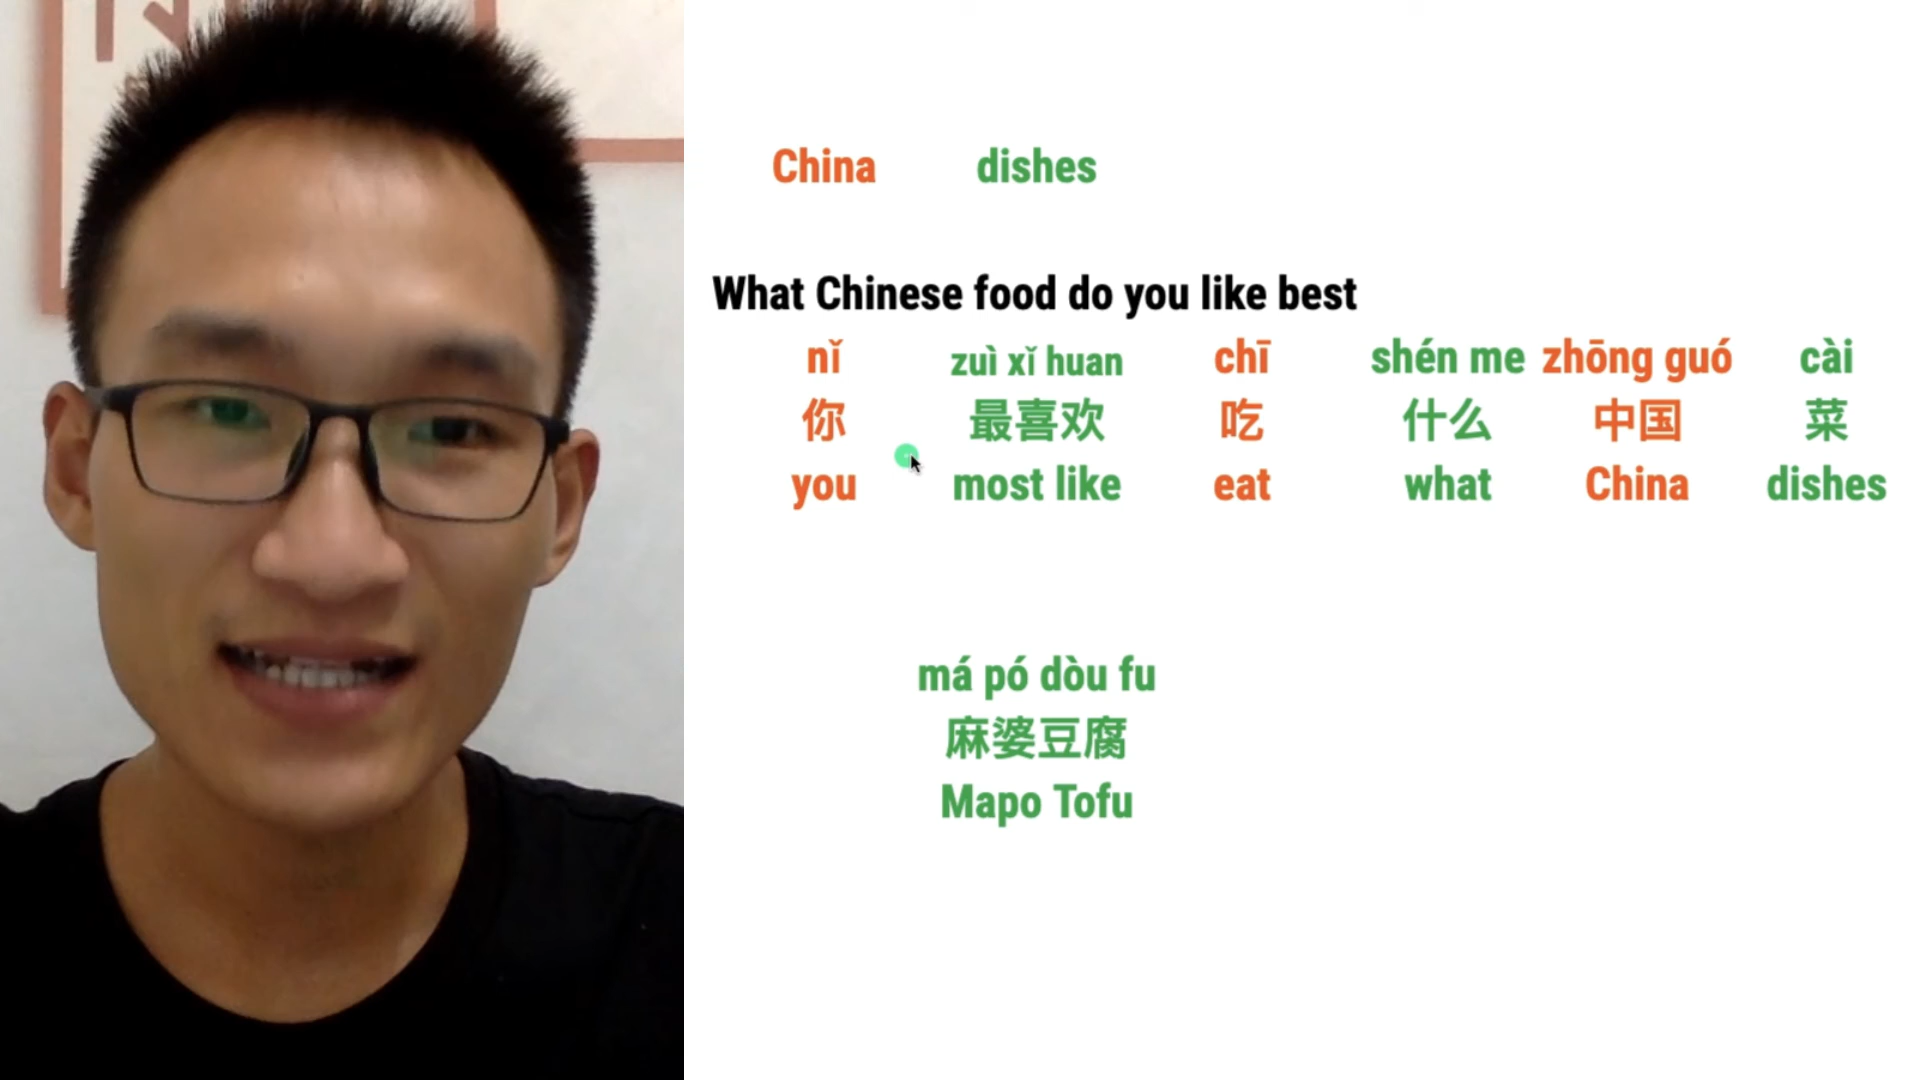 China dishes
What Chinese food do you like best
nǐ zuì xǐ huan chī shén me zhōng guó cài
你 最喜欢 吃 什么 中国 菜
you most like eat what China dishes
má pó dòu fu
麻婆豆腐
Mapo Tofu